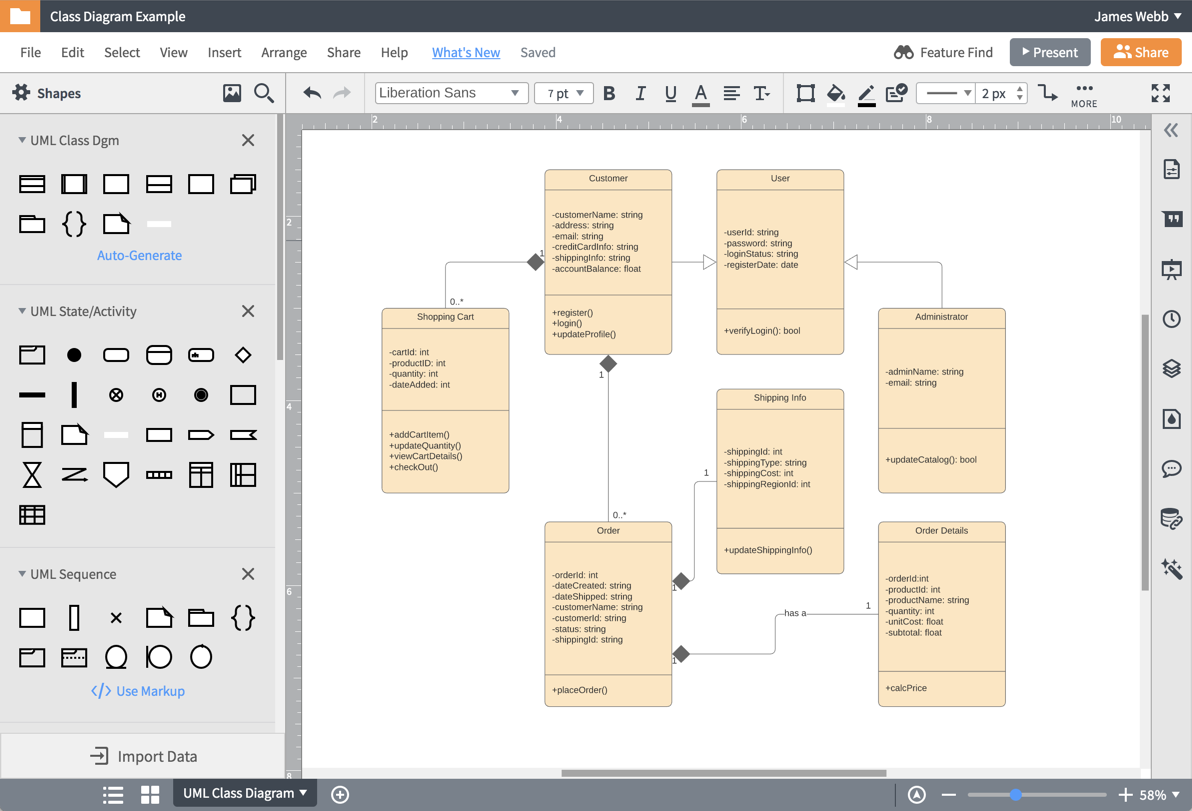 Class Diagram Example
James Webb
File Edit Select View Insert Arrange Share Help What's New Saved
Feature Find
Present
Share
Shapes
Liberation Sans
7 pt
B I U A T
2 px
MORE
2 4 6 8 10
2
4
6
8
UML Class Dgm
Auto-Generate
UML State/Activity
UML Sequence
Use Markup
Import Data
Customer
-customerName: string
-address: string
-email: string
-creditCardInfo: string
-shippingInfo: string
-accountBalance: float
+register()
+login()
+updateProfile()
User
-userId: string
-password: string
-loginStatus: string
-registerDate: date
+verifyLogin(): bool
1
0..*
Shopping Cart
-cartId: int
-productID: int
-quantity: int
-dateAdded: int
+addCartItem()
+updateQuantity()
+viewCartDetails()
+checkOut()
Administrator
-adminName: string
-email: string
+updateCatalog(): bool
1
0..*
Shipping Info
-shippingId: int
-shippingType: string
-shippingCost: int
-shippingRegionId: int
+updateShippingInfo()
1
1
Order
-orderId: int
-dateCreated: string
-dateShipped: string
-customerName: string
-customerId: string
-status: string
-shippingId: string
+placeOrder()
1
has a
1
Order Details
-orderId:int
-productId: int
-productName: string
-quantity: int
-unitCost: float
-subtotal: float
+calcPrice
UML Class Diagram
58%